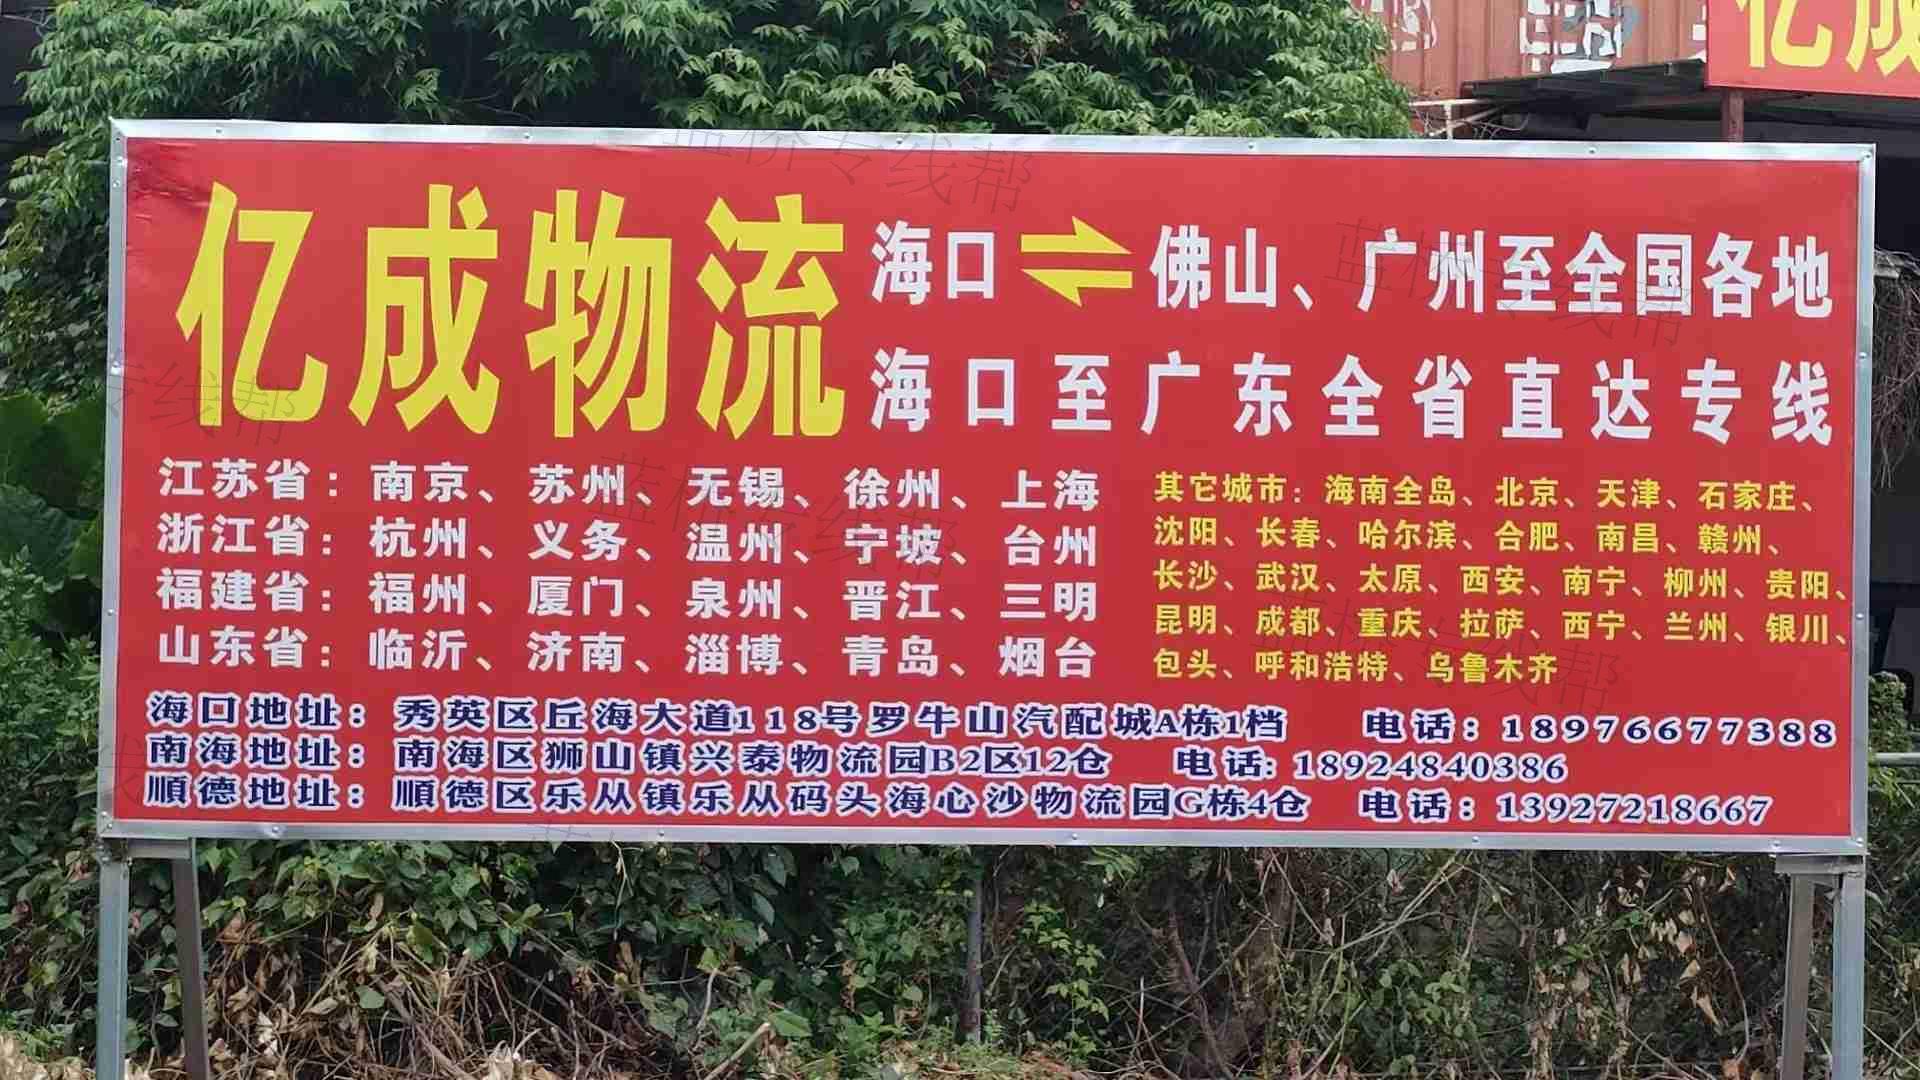 亿成
亿成物流
海口⇌佛山、广州至全国各地
海口至广东全省直达专线
江苏省：南京、苏州、无锡、徐州、上海
浙江省：杭州、义务、温州、宁坡、台州
福建省：福州、厦门、泉州、晋江、三明
山东省：临沂、济南、淄博、青岛、烟台
其它城市：海南全岛、北京、天津、石家庄、
沈阳、长春、哈尔滨、合肥、南昌、赣州、
长沙、武汉、太原、西安、南宁、柳州、贵阳、
昆明、成都、重庆、拉萨、西宁、兰州、银川、
包头、呼和浩特、乌鲁木齐
海口地址：秀英区丘海大道118号罗牛山汽配城A栋1档 电话：18976677388
南海地址：南海区狮山镇兴泰物流园B2区12仓 电话：18924840386
順德地址：順德区乐从镇乐从码头海心沙物流园G栋4仓 电话：13927218667
蓝桥专线帮